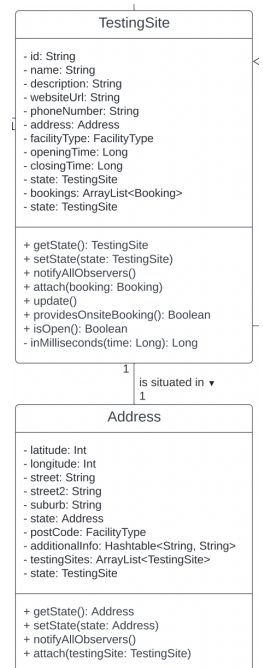 TestingSite
- id: String
- name: String
- description: String
- websiteUrl: String
- phoneNumber: String
- address: Address
- facilityType: FacilityType
- openingTime: Long
- closingTime: Long
- state: TestingSite
- bookings: ArrayList<Booking>
- state: TestingSite
+ getState(): TestingSite
+ setState(state: TestingSite)
+ notifyAllObservers()
+ attach(booking: Booking)
+ update()
+ providesOnsiteBooking(): Boolean
+ isOpen(): Boolean
- inMilliseconds(time: Long): Long
1
is situated in ▼
1
Address
- latitude: Int
- longitude: Int
- street: String
- street2: String
- suburb: String
- state: Address
- postCode: FacilityType
- additionalInfo: Hashtable<String, String>
- testingSites: ArrayList<TestingSite>
- state: TestingSite
+ getState(): Address
+ setState(state: Address)
+ notifyAllObservers()
+ attach(testingSite: TestingSite)